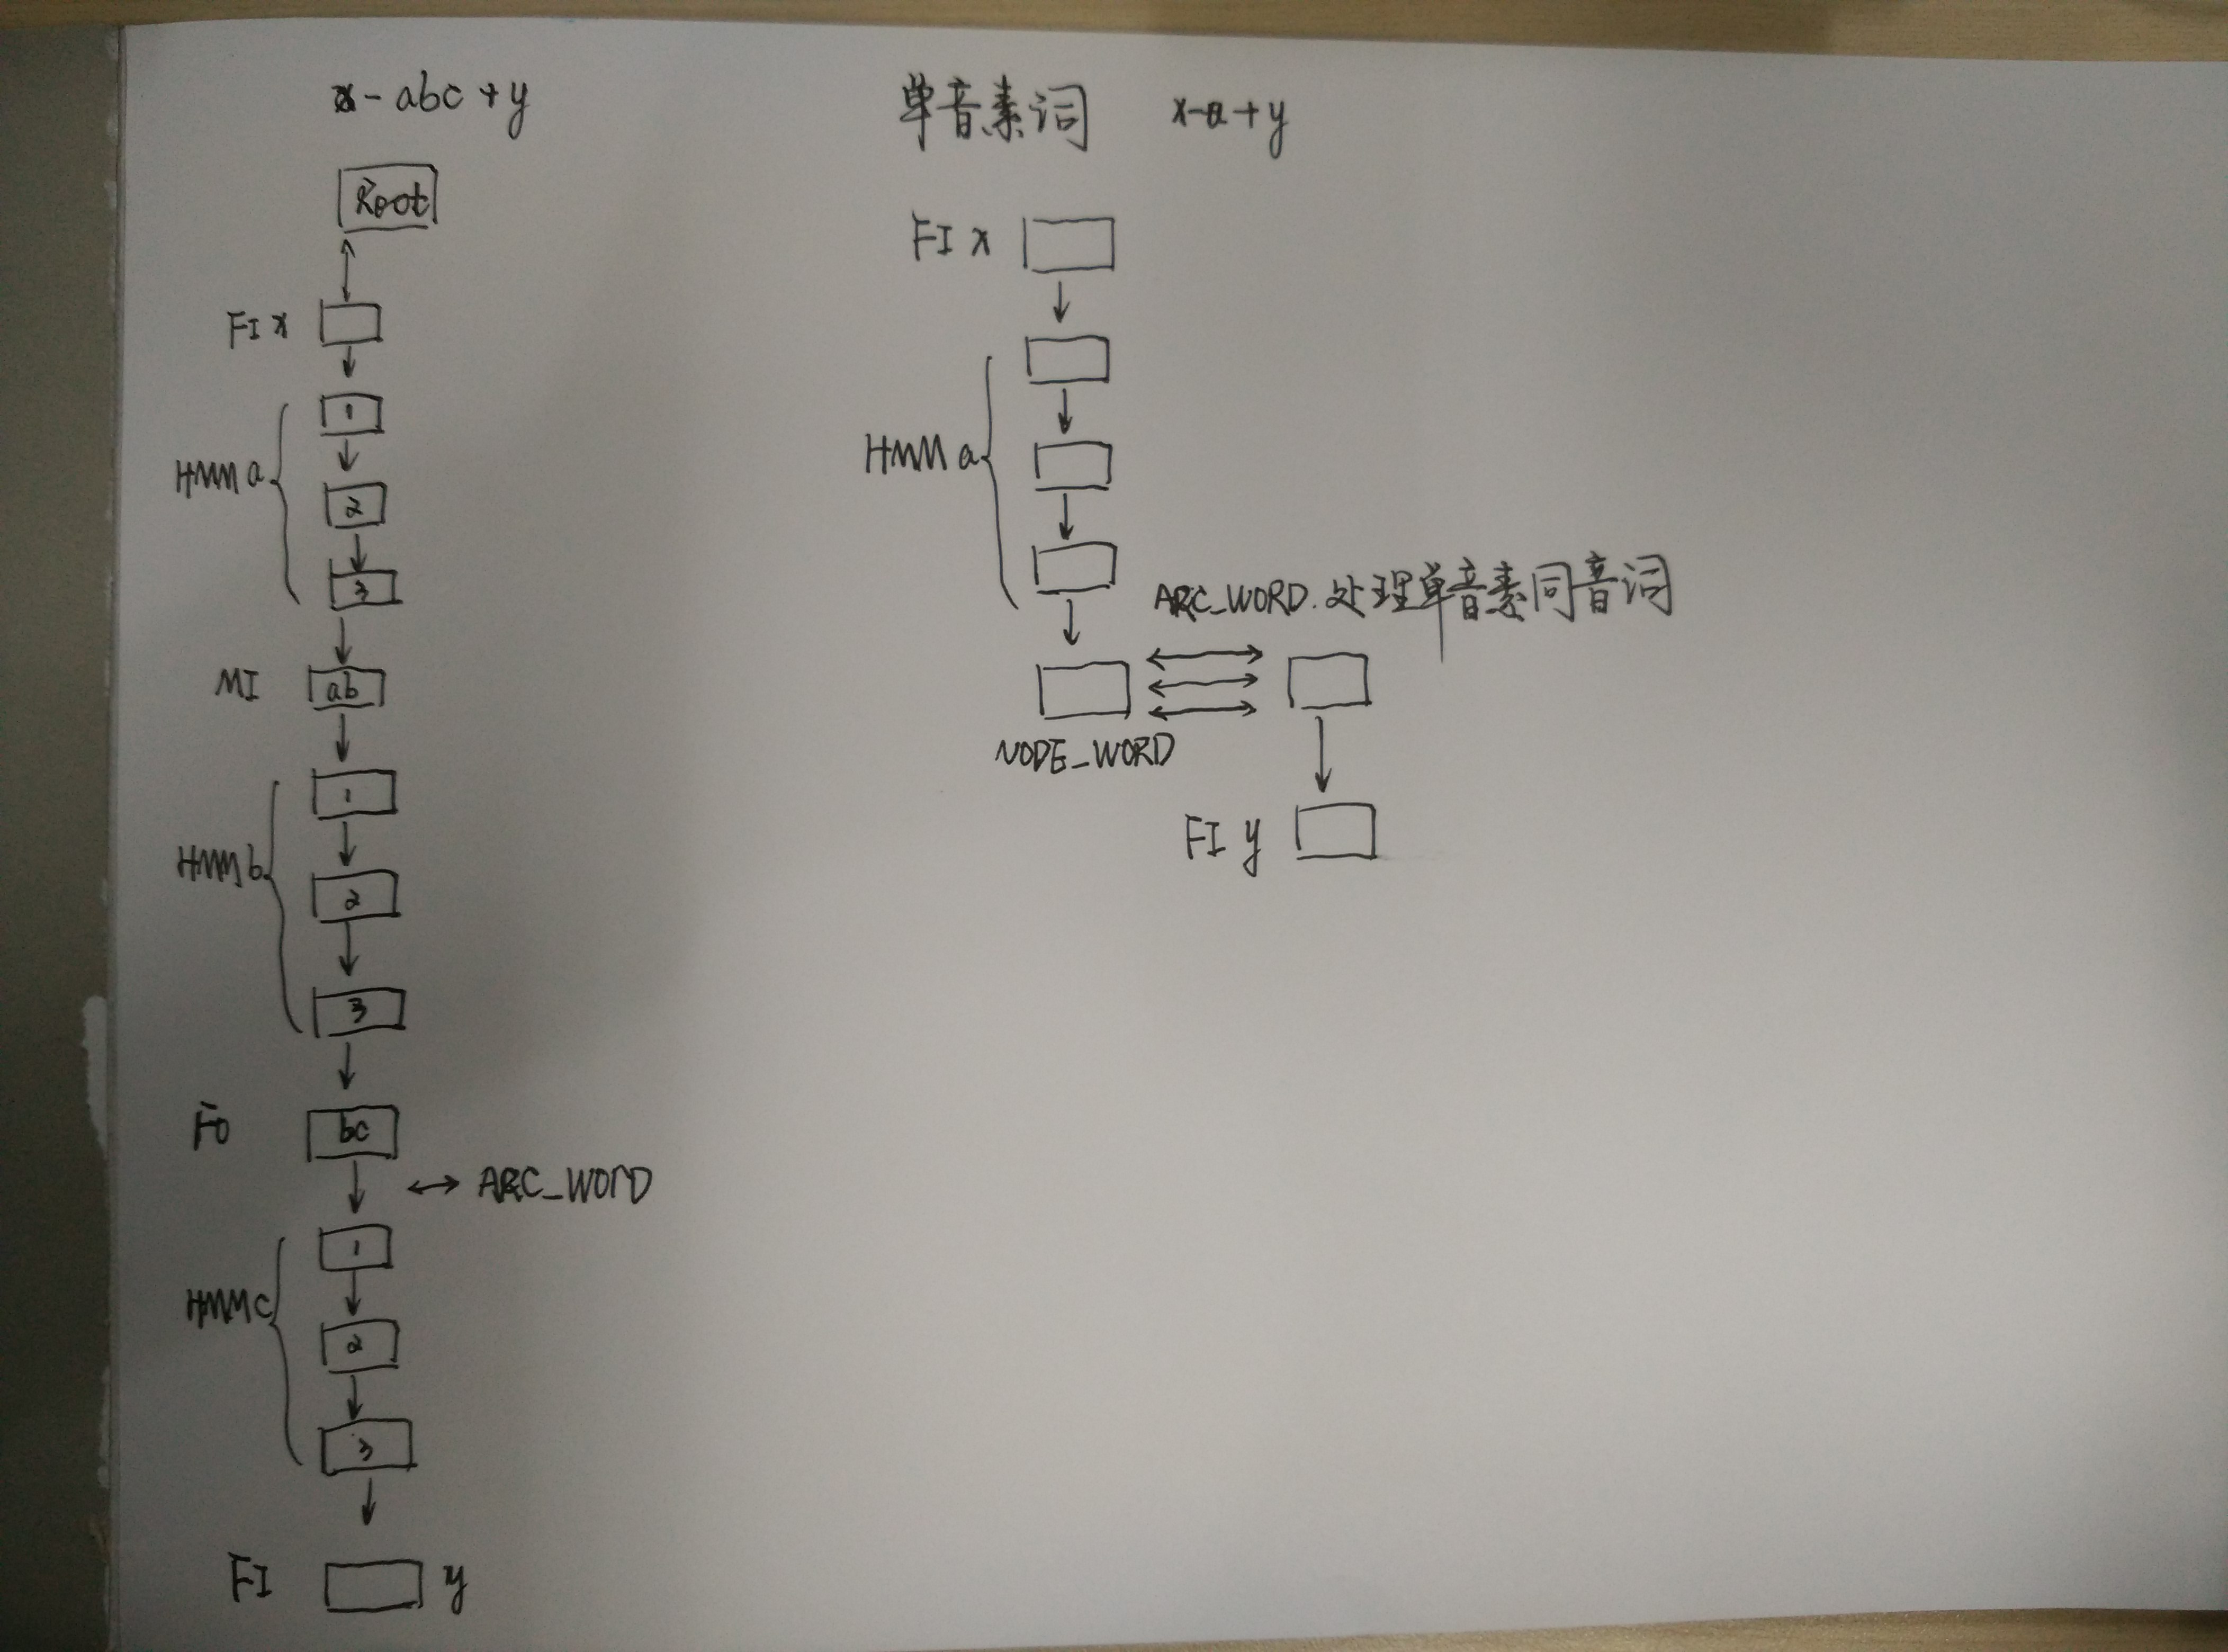 x - abc + y
Root
FI x
HMM a
1
2
3
MI
ab
HMM b
1
2
3
FO
bc
ARC_WORD
HMM c
1
2
3
FI
y
单音素词 x-a+y
FI x
HMM a
ARC_WORD.处理单音素同音词
NODE_WORD
FI y